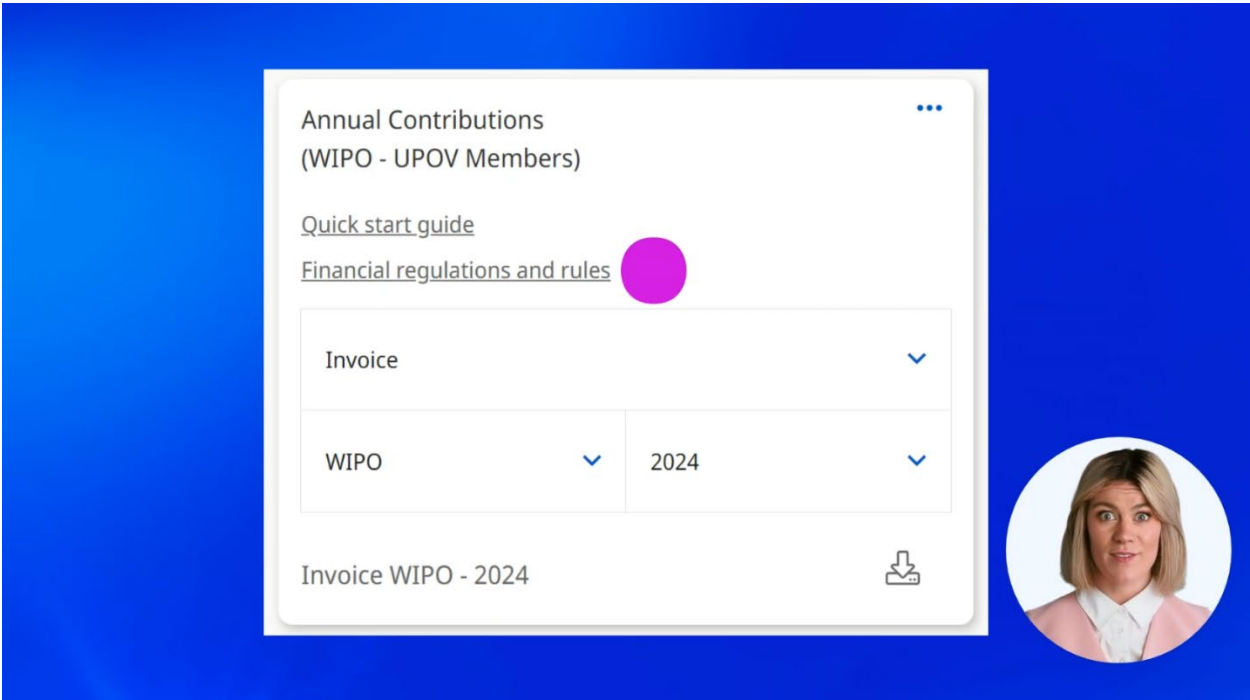 Annual Contributions
(WIPO - UPOV Members)
Quick start guide
Financial regulations and rules
Invoice
WIPO
2024
Invoice WIPO - 2024